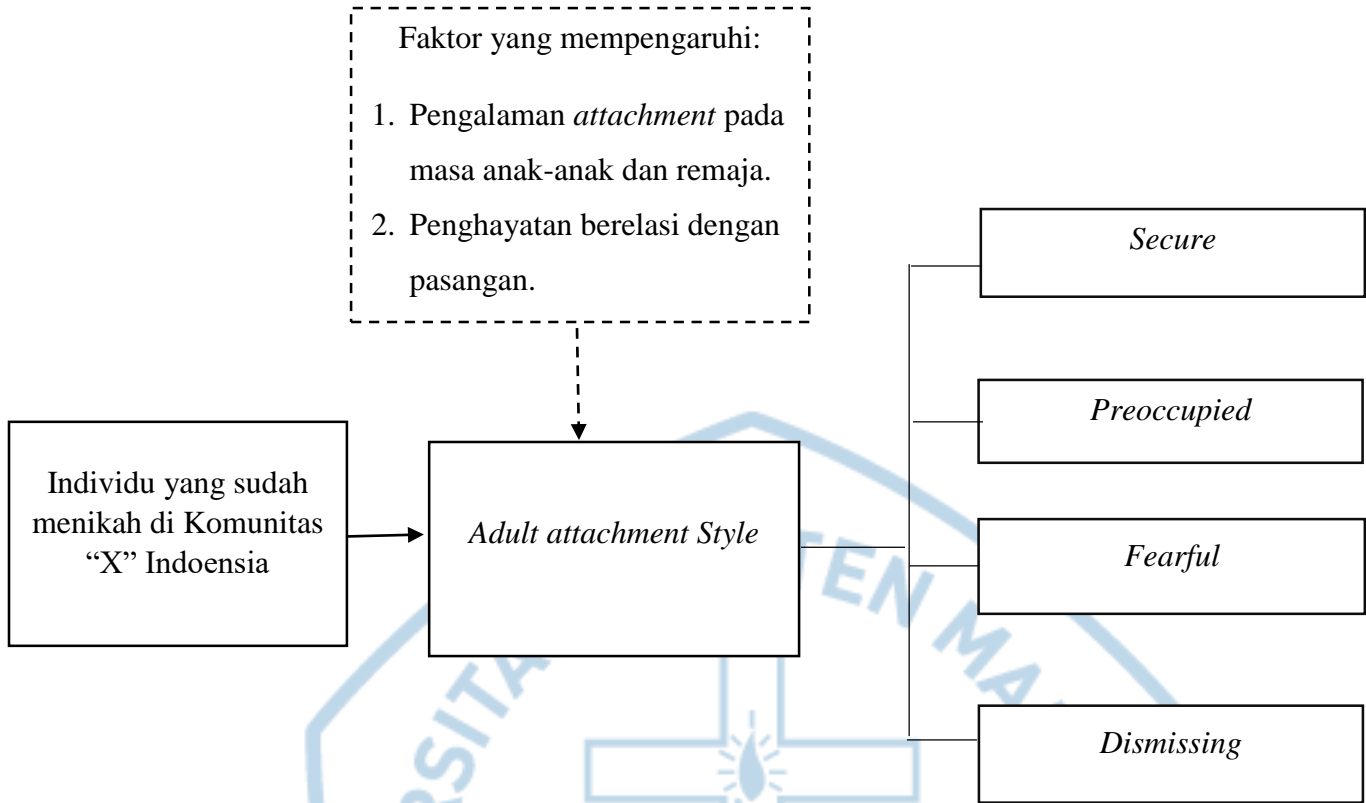 Faktor yang mempengaruhi:
1. Pengalaman attachment pada
masa anak-anak dan remaja.
2. Penghayatan berelasi dengan
pasangan.
Secure
Preoccupied
Individu yang sudah
menikah di Komunitas
“X” Indoensia
Adult attachment Style
Fearful
Dismissing